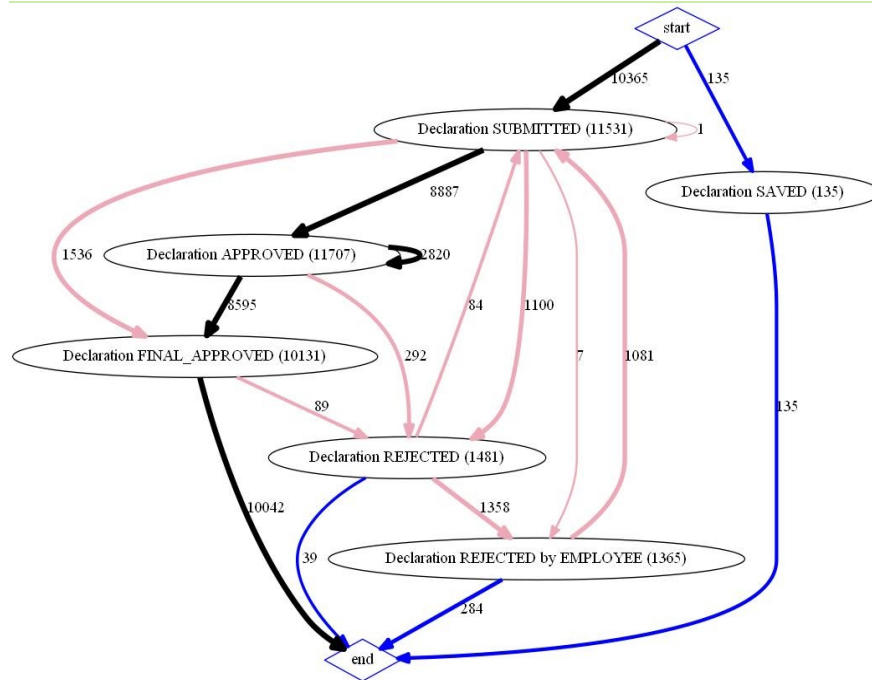 start
10365
135
Declaration SUBMITTED (11531)
1
Declaration SAVED (135)
8887
1536
Declaration APPROVED (11707)
2820
8595
84
1100
Declaration FINAL_APPROVED (10131)
292
7
1081
89
135
Declaration REJECTED (1481)
10042
1358
39
Declaration REJECTED by EMPLOYEE (1365)
284
end